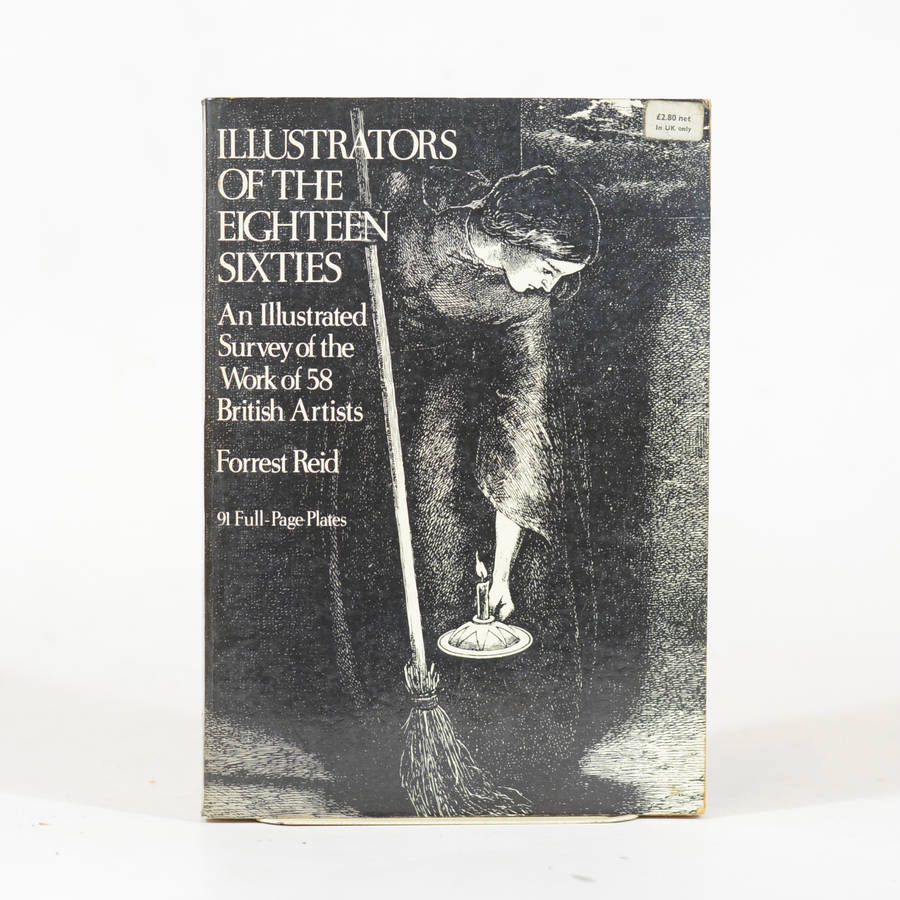 £2.80 net
In UK only
ILLUSTRATORS
OF THE
EIGHTEEN
SIXTIES
An Illustrated
Survey of the
Work of 58
British Artists
Forrest Reid
91 Full-Page Plates